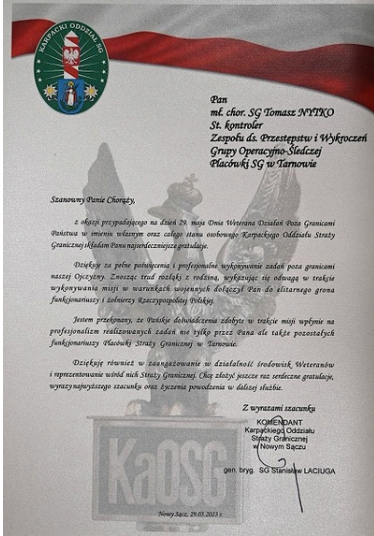 KARPACKI ODDZIAŁ SG
Pan
mł. chor. SG Tomasz NYTKO
St. kontroler
Zespołu ds. Przestępstw i Wykroczeń
Grupy Operacyjno-Śledczej
Placówki SG w Tarnowie
Szanowny Panie Chorąży,
z okazji przypadającego na dzień 29. maja Dnia Weterana Działań Poza Granicami
Państwa w imieniu własnym oraz całego stanu osobowego Karpackiego Oddziału Straży
Granicznej składam Panu najserdeczniejsze gratulacje.
Dziękuję za pełne poświęcenia i profesjonalne wykonywanie zadań poza granicami
naszej Ojczyzny. Znosząc trud rozłąki z rodziną, wykazując się odwagą w trakcie
wykonywania misji w warunkach wojennych dołączył Pan do elitarnego grona
funkcjonariuszy i żołnierzy Rzeczypospolitej Polskiej.
Jestem przekonany, że Pańskie doświadczenia zdobyte w trakcie misji wpłynie na
profesjonalizm realizowanych zadań nie tylko przez Pana ale także pozostałych
funkcjonariuszy Placówki Straży Granicznej w Tarnowie.
Dziękuję również w zaangażowanie w działalność środowisk Weteranów
i reprezentowanie wśród nich Straży Granicznej. Chcę złożyć jeszcze raz serdeczne gratulacje,
wyrazy najwyższego szacunku oraz życzenia powodzenia w dalszej służbie.
Z wyrazami szacunku
KOMENDANT
Karpackiego Oddziału
Straży Granicznej
w Nowym Sączu
gen. bryg. SG Stanisław LACIUGA
KaOSG
Nowy Sącz, 29.05.2023 r.